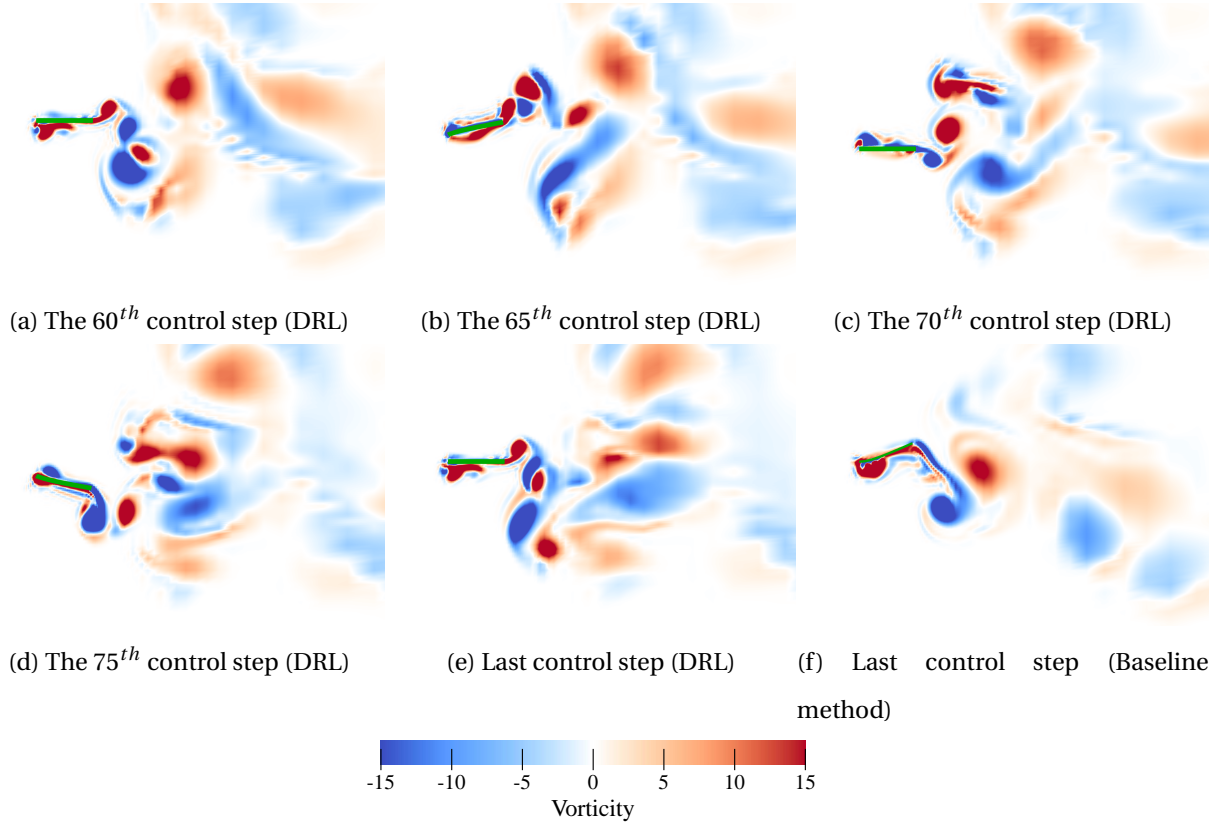 (a) The 60th control step (DRL)
(b) The 65th control step (DRL)
(c) The 70th control step (DRL)
(d) The 75th control step (DRL)
(e) Last control step (DRL)
(f) Last control step (Baseline
method)
-15 -10 -5 0 5 10 15
Vorticity